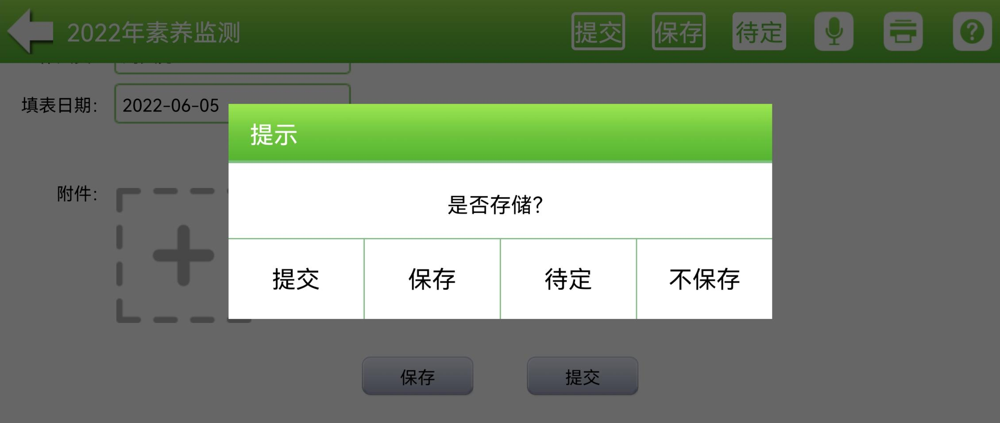 2022年素养监测 提交 保存 待定
填表日期： 2022-06-05
提示
附件：
是否存储？
提交 保存 待定 不保存
保存 提交